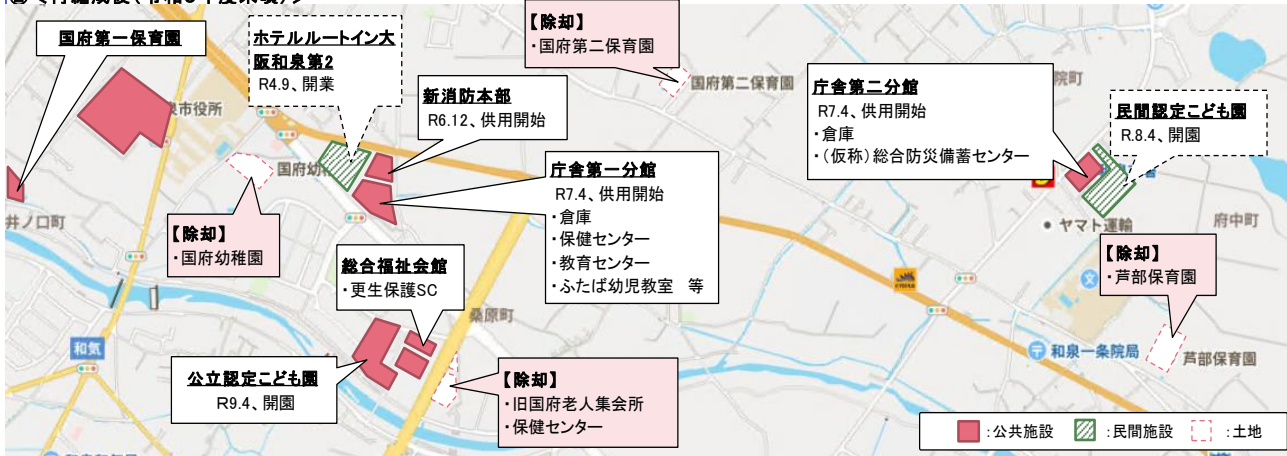 国府第一保育園
ホテルルートイン大
阪和泉第2
R4.9、開業
新消防本部
R6.12、供用開始
【除却】
・国府第二保育園
国府第二保育園
庁舎第二分館
R7.4、供用開始
・倉庫
・(仮称)総合防災備蓄センター
院町
民間認定こども園
R.8.4、開園
市役所
国府幼
井ノ口町
【除却】
・国府幼稚園
庁舎第一分館
R7.4、供用開始
・倉庫
・保健センター
・教育センター
・ふたば幼児教室 等
総合福祉会館
・更生保護SC
ヤマト運輸
府中町
【除却】
・芦部保育園
桑原町
和気
公立認定こども園
R9.4、開園
【除却】
・旧国府老人集会所
・保健センター
和泉一条院局
芦部保育園
:公共施設 :民間施設 :土地